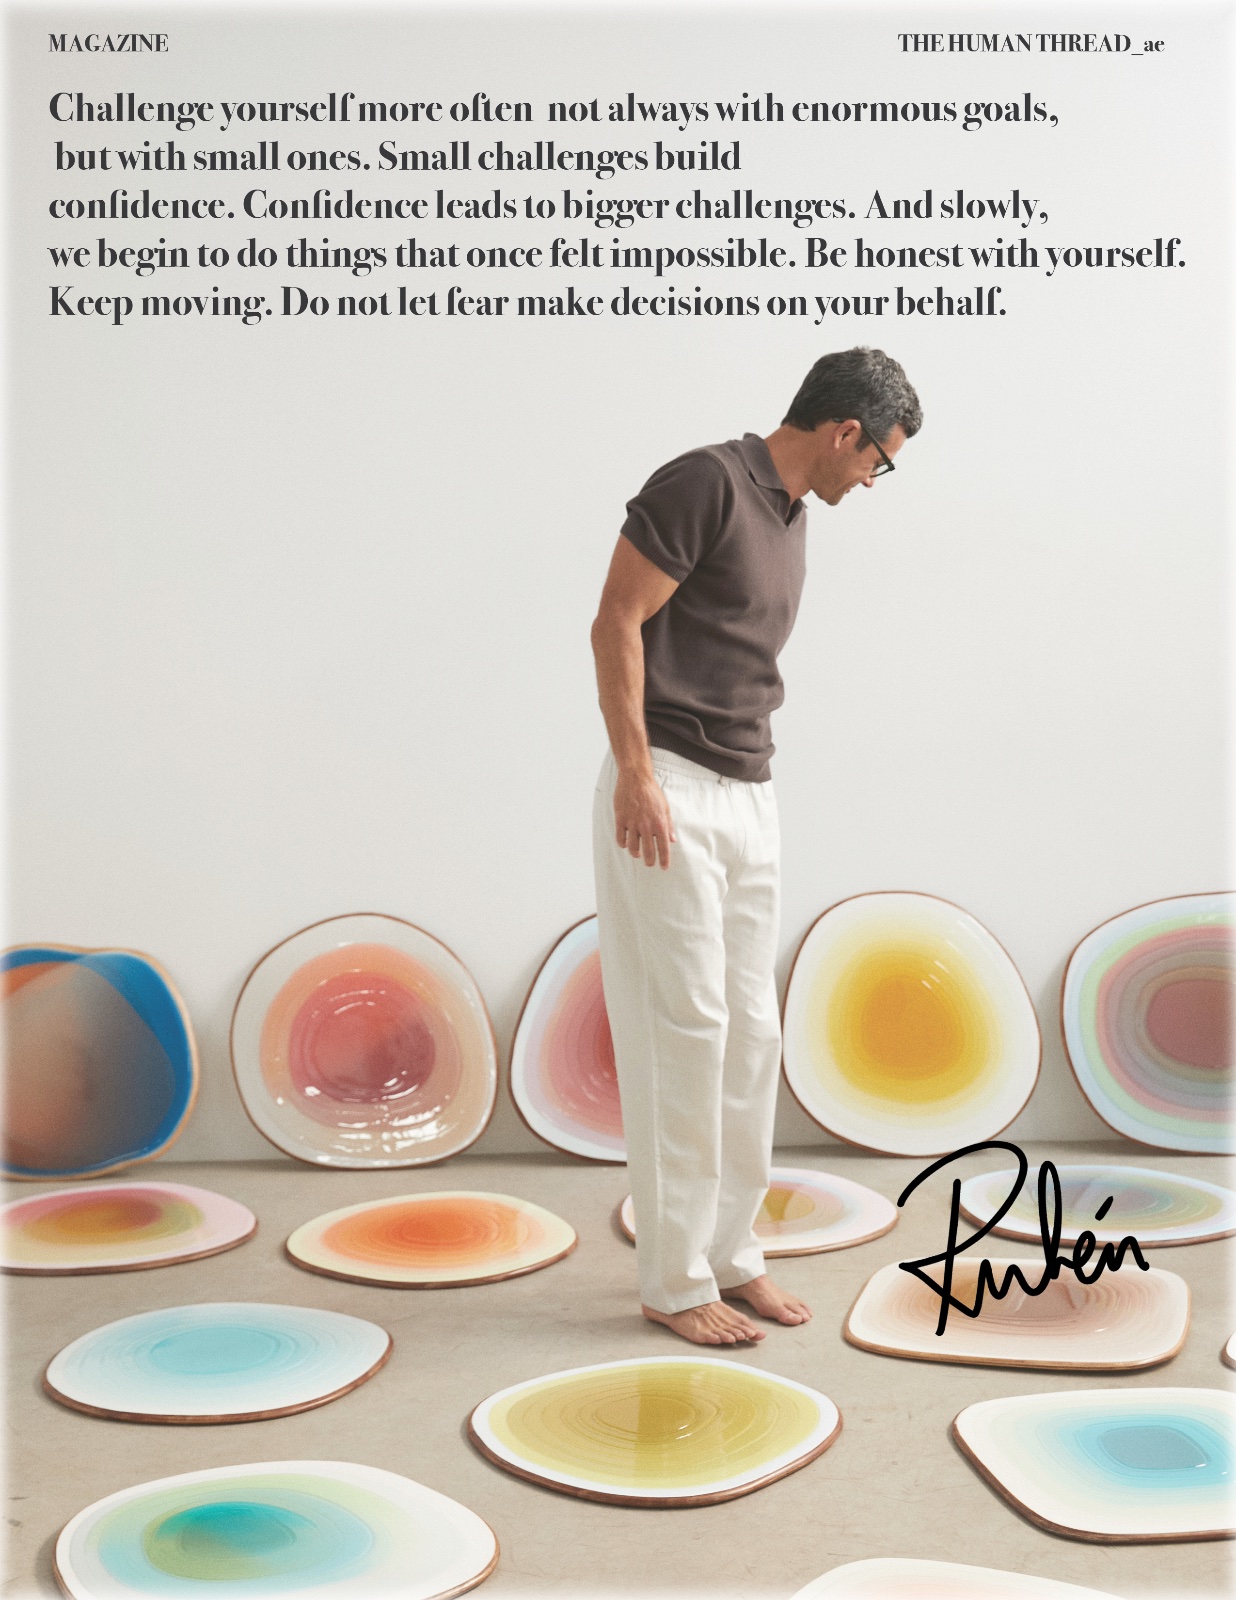 MAGAZINE
THE HUMAN THREAD_ae
Challenge yourself more often  not always with enormous goals,
but with small ones. Small challenges build
confidence. Confidence leads to bigger challenges. And slowly,
we begin to do things that once felt impossible. Be honest with yourself.
Keep moving. Do not let fear make decisions on your behalf.
Rubén